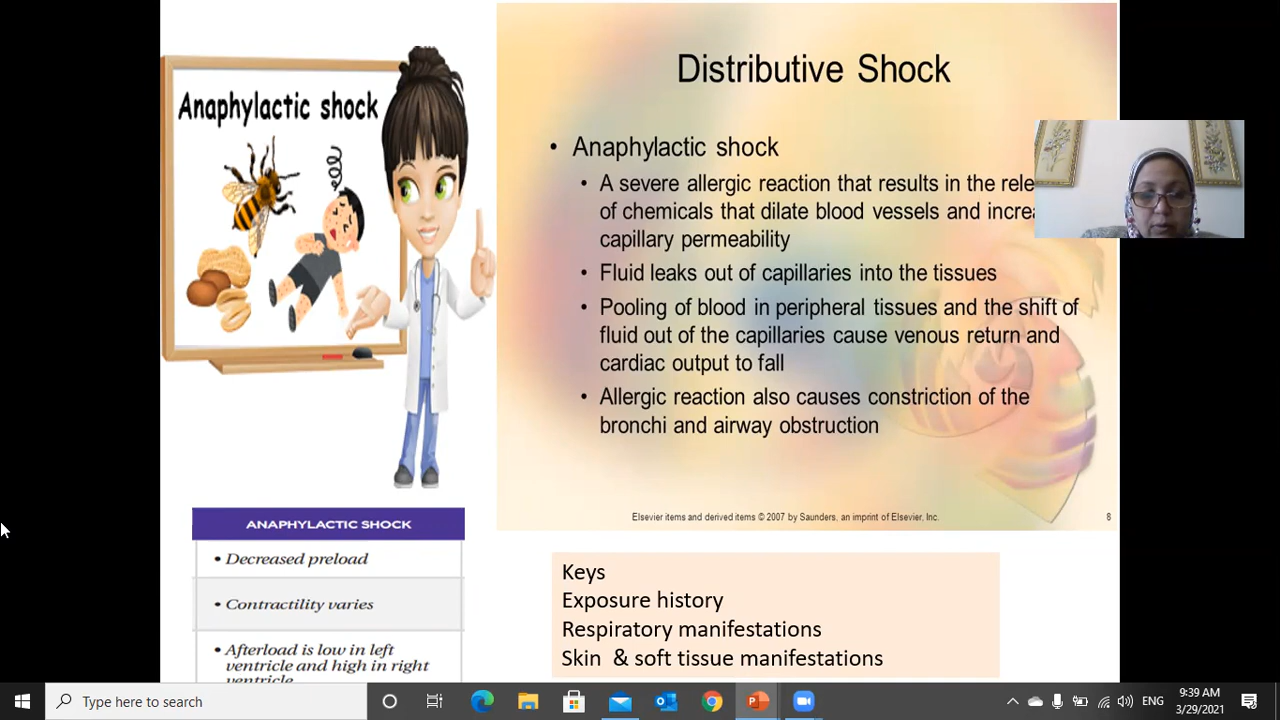 Anaphylactic shock
Distributive Shock
• Anaphylactic shock
• A severe allergic reaction that results in the
of chemicals that dilate blood vessels and
capillary permeability
• Fluid leaks out of capillaries into the tissues
• Pooling of blood in peripheral tissues and the shift of
fluid out of the capillaries cause venous return and
cardiac output to fall
• Allergic reaction also causes constriction of the
bronchi and airway obstruction
Elsevier items and derived items © 2007 by Saunders, an imprint of Elsevier, Inc.
8
ANAPHYLACTIC SHOCK
• Decreased preload
• Contractility varies
• Afterload is low in left
ventricle and high in right
ventricle
Keys
Exposure history
Respiratory manifestations
Skin & soft tissue manifestations
Type here to search
ENG
9:39 AM
3/29/2021